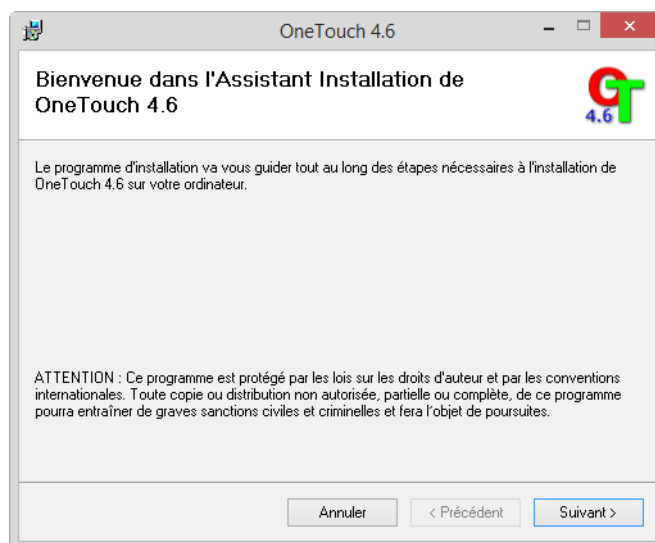 OneTouch 4.6
Bienvenue dans l'Assistant Installation de
OneTouch 4.6
OT
4.6
Le programme d'installation va vous guider tout au long des étapes nécessaires à l'installation de
OneTouch 4.6 sur votre ordinateur.
ATTENTION : Ce programme est protégé par les lois sur les droits d'auteur et par les conventions
internationales. Toute copie ou distribution non autorisée, partielle ou complète, de ce programme
pourra entraîner de graves sanctions civiles et criminelles et fera l'objet de poursuites.
Annuler
< Précédent
Suivant >